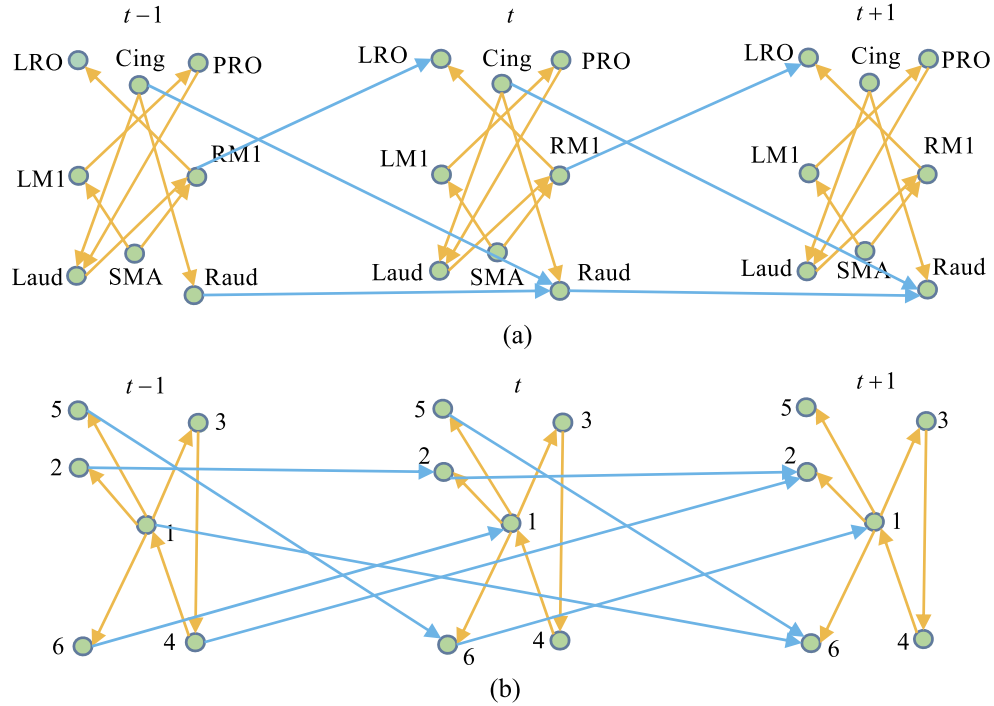 t−1 t t+1
LRO Cing PRO LRO Cing PRO LRO Cing PRO
LM1 RM1 LM1 RM1 LM1 RM1
Laud SMA Raud Laud SMA Raud Laud SMA Raud
(a)
t−1 t t+1
5 3 5 3 5 3
2 2 2
1 1 1
6 4 6 4 6 4
(b)